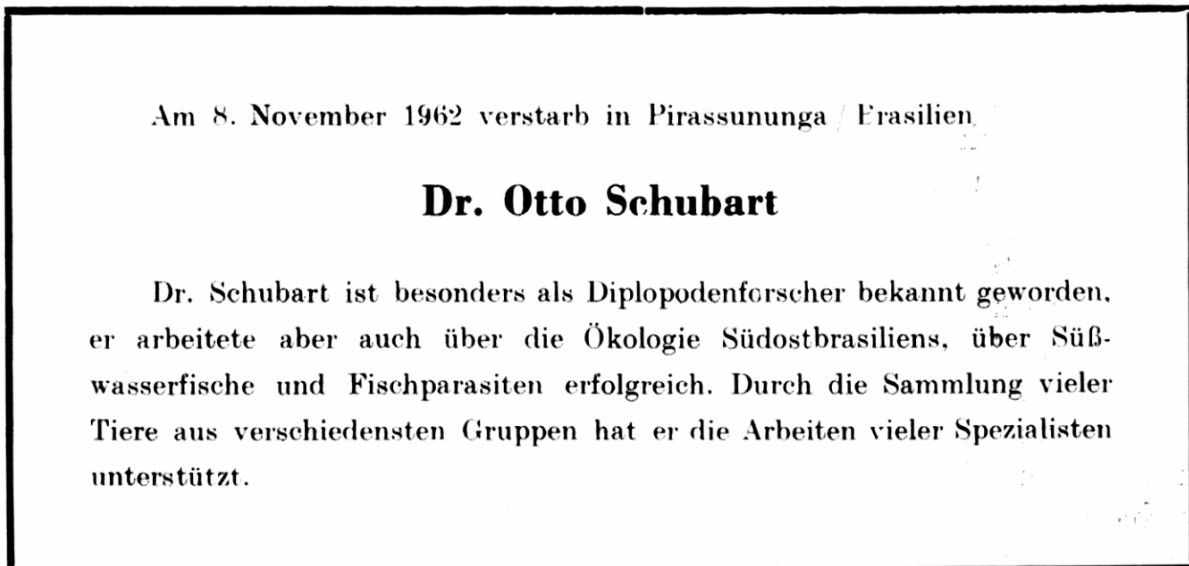 Am 8. November 1962 verstarb in Pirassununga / Brasilien
Dr. Otto Schubart
Dr. Schubart ist besonders als Diplopodenforscher bekannt geworden,
er arbeitete aber auch über die Ökologie Südostbrasiliens, über Süß-
wasserfische und Fischparasiten erfolgreich. Durch die Sammlung vieler
Tiere aus verschiedensten Gruppen hat er die Arbeiten vieler Spezialisten
unterstützt.